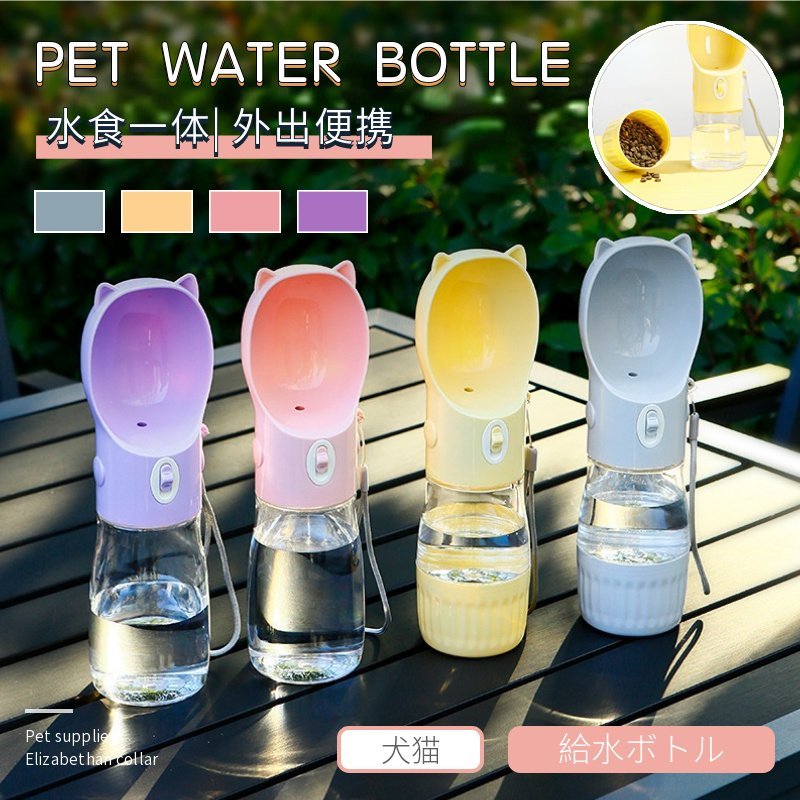 PET WATER BOTTLE
水食一体| 外出便携
Pet supplies
Elizabethan collar
犬猫
給水ボトル